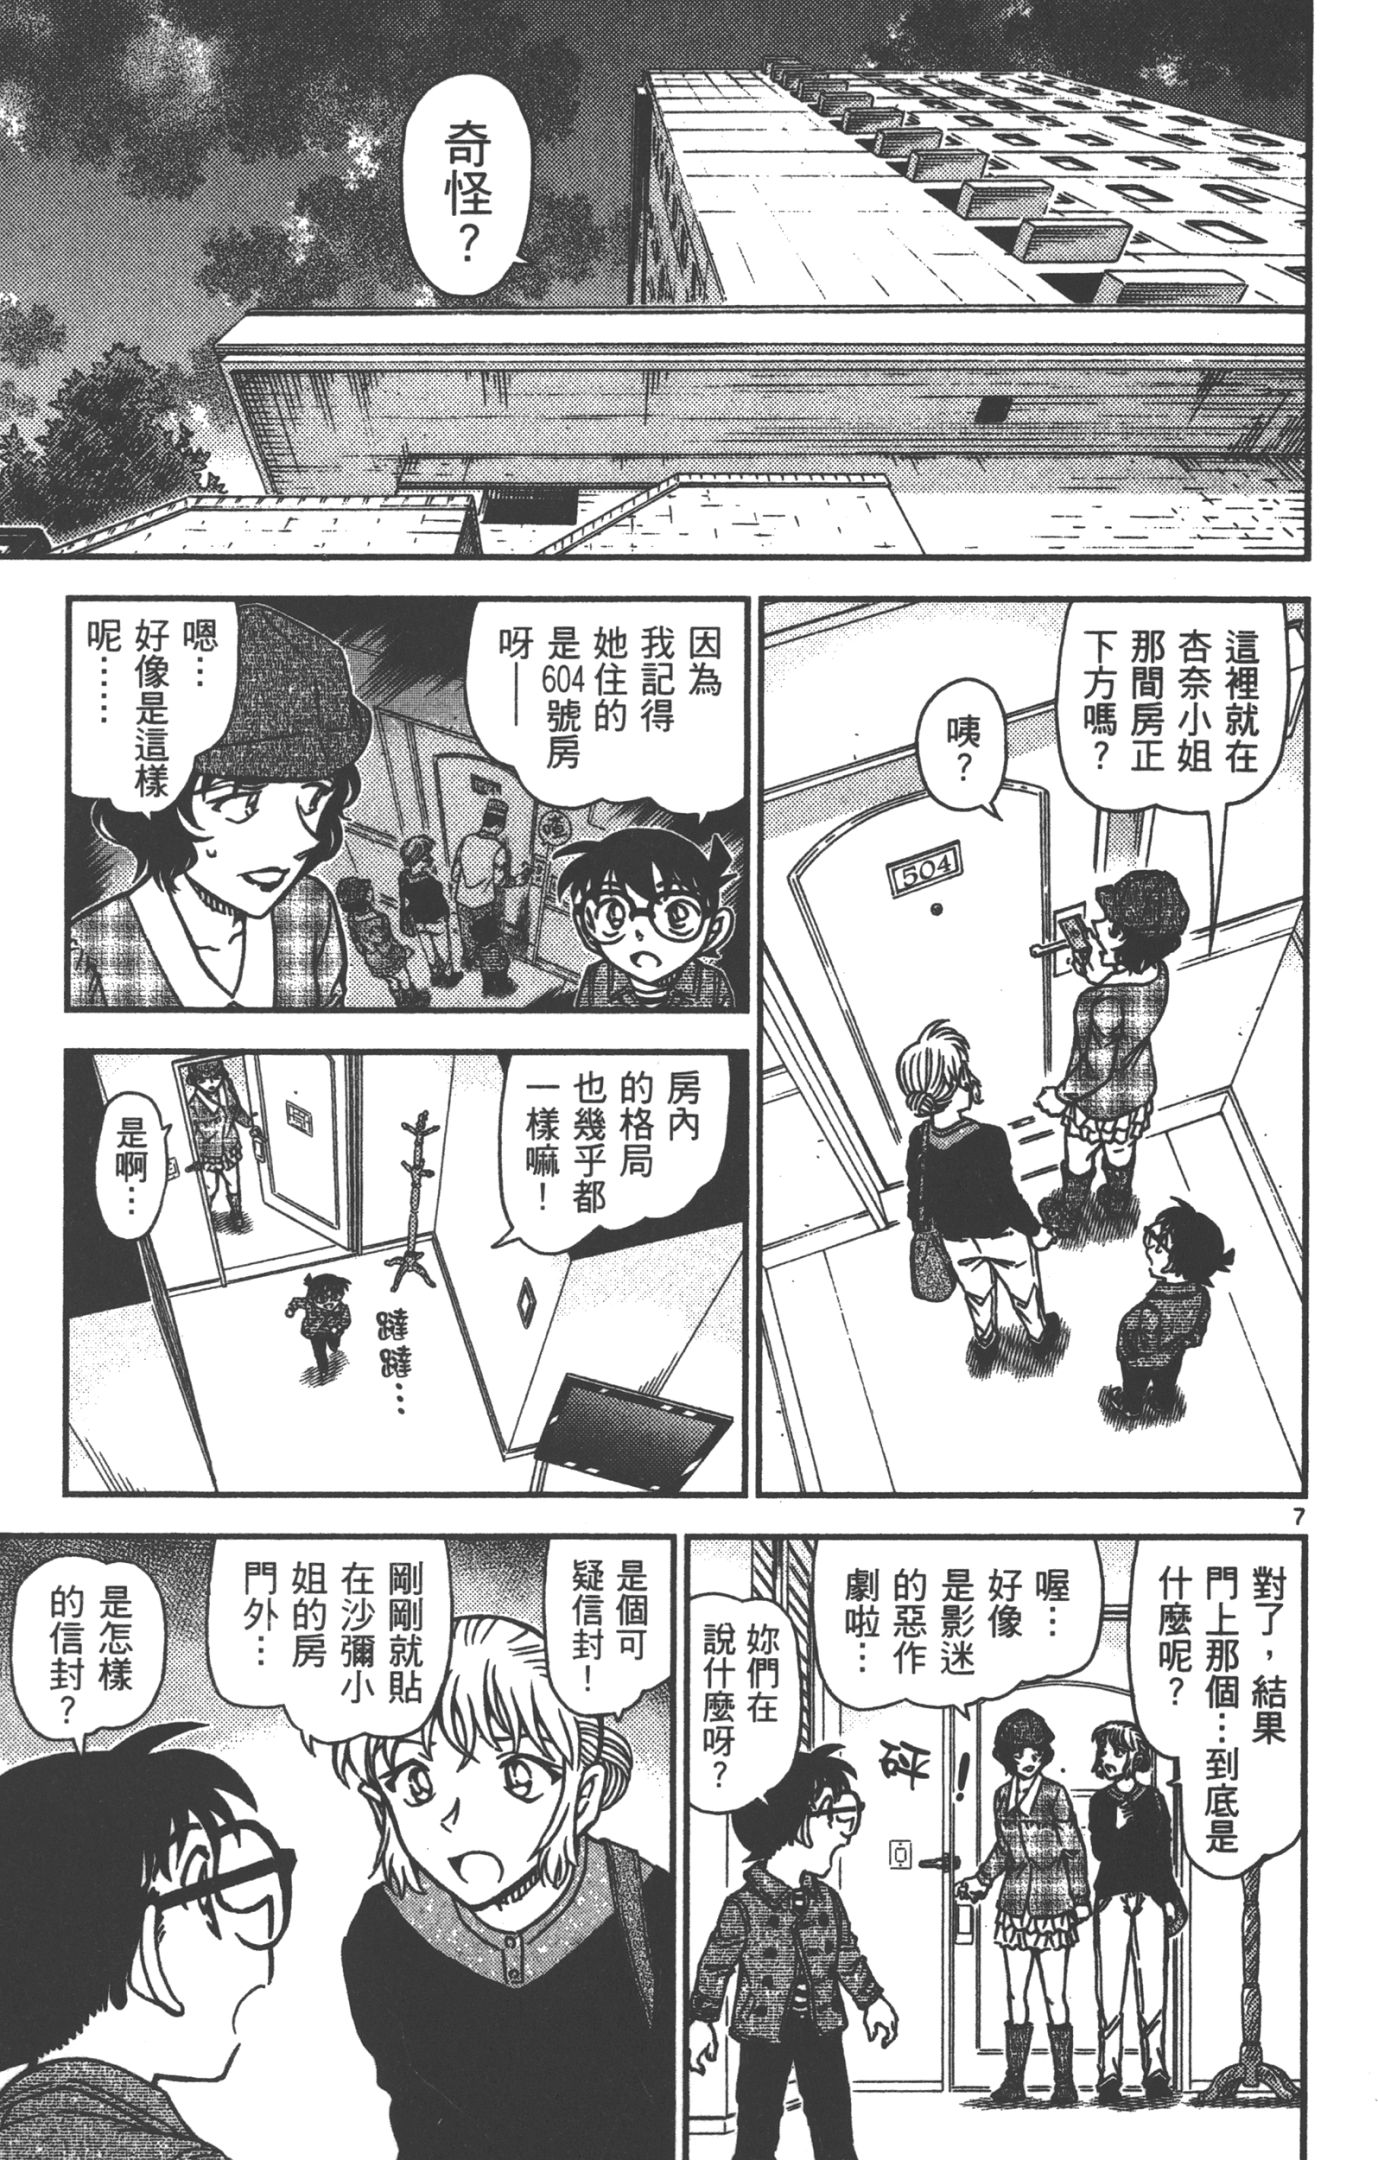 奇怪？
這裡就在
杏奈小姐
那間房正
下方嗎？
咦？
504
因為
我記得
她住的
是604號房
呀——
喳
嗯…
好像是這樣
呢……
房內
的格局
也幾乎都
一樣嘛！
是啊…
躂躂…
7
對了，結果
門上那個…到底是
什麼呢？
喔…
好像
是影迷
的惡作
劇啦…
妳們在
說什麼呀？
是個可
疑信封！
剛剛就貼
在沙彌小
姐的房
門外…
是怎樣
的信封？